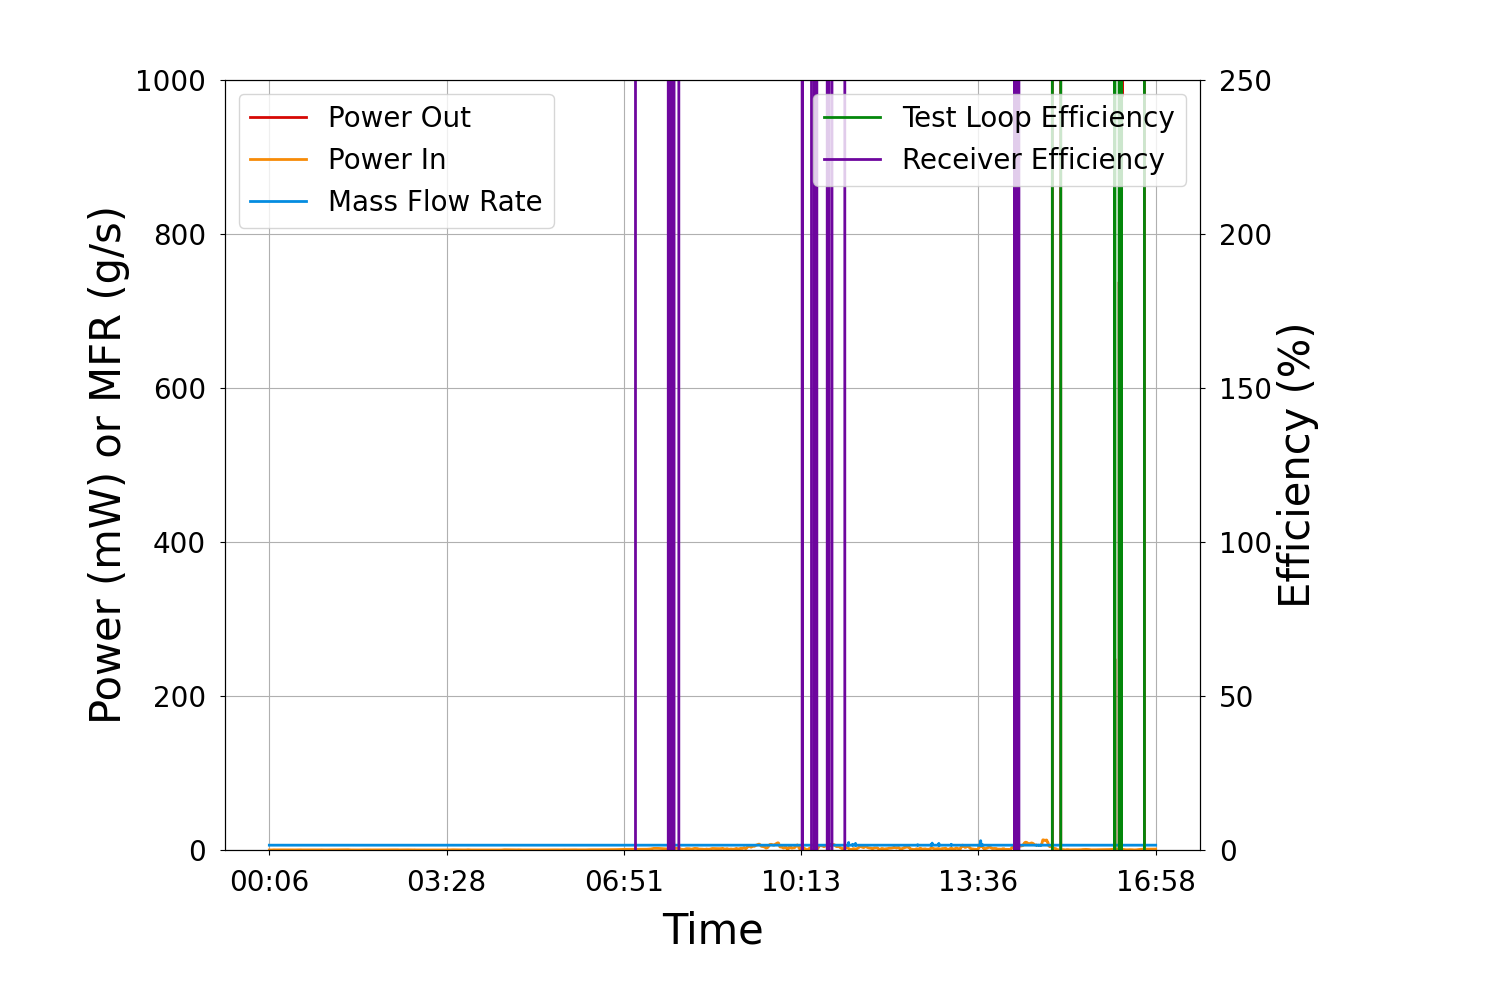 1000
800
600
400
200
0
Power (mW) or MFR (g/s)
Power Out
Power In
Mass Flow Rate
Test Loop Efficiency
Receiver Efficiency
250
200
150
100
50
0
Efficiency (%)
00:06 03:28 06:51 10:13 13:36 16:58
Time